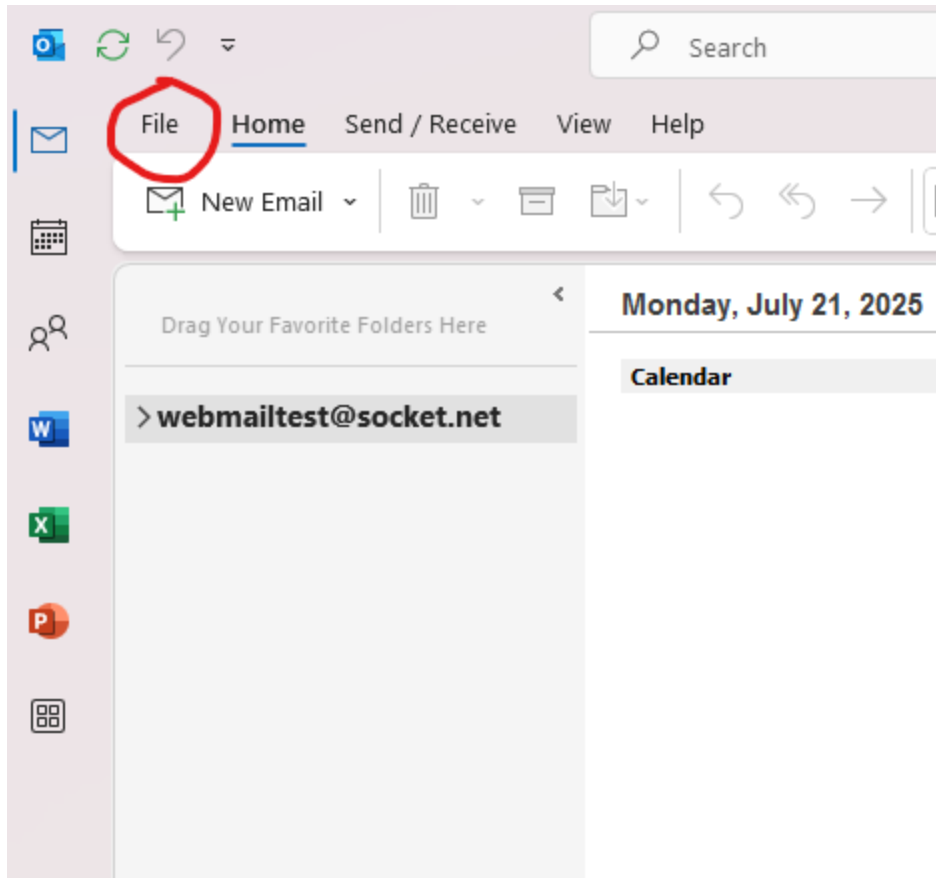 Search
File Home Send / Receive View Help
New Email
Drag Your Favorite Folders Here
Monday, July 21, 2025
Calendar
webmailtest@socket.net
W
X
P